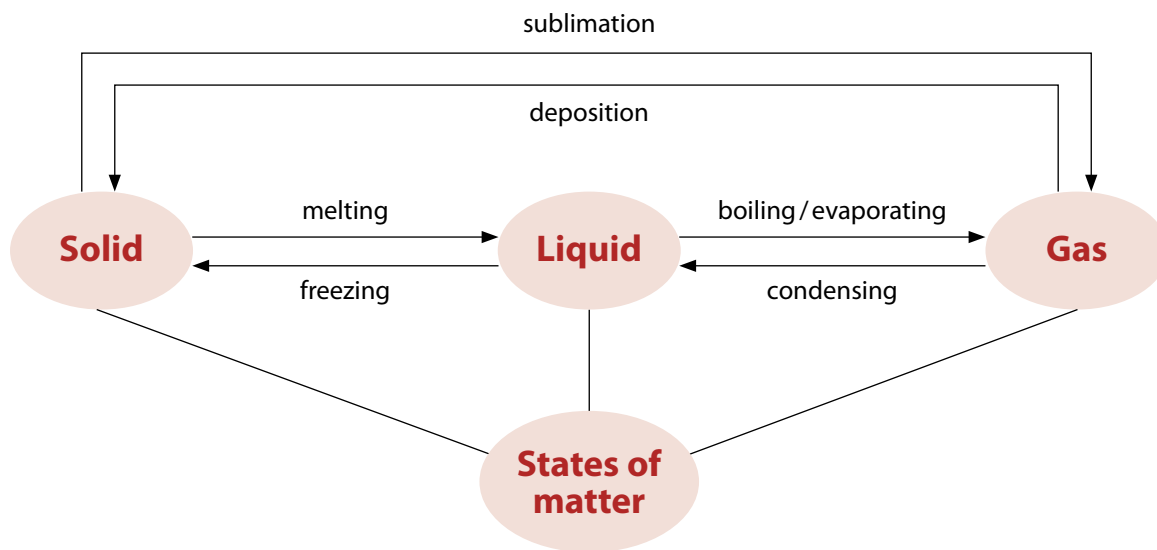 sublimation
deposition
melting
boiling / evaporating
Solid
Liquid
Gas
freezing
condensing
States of
matter